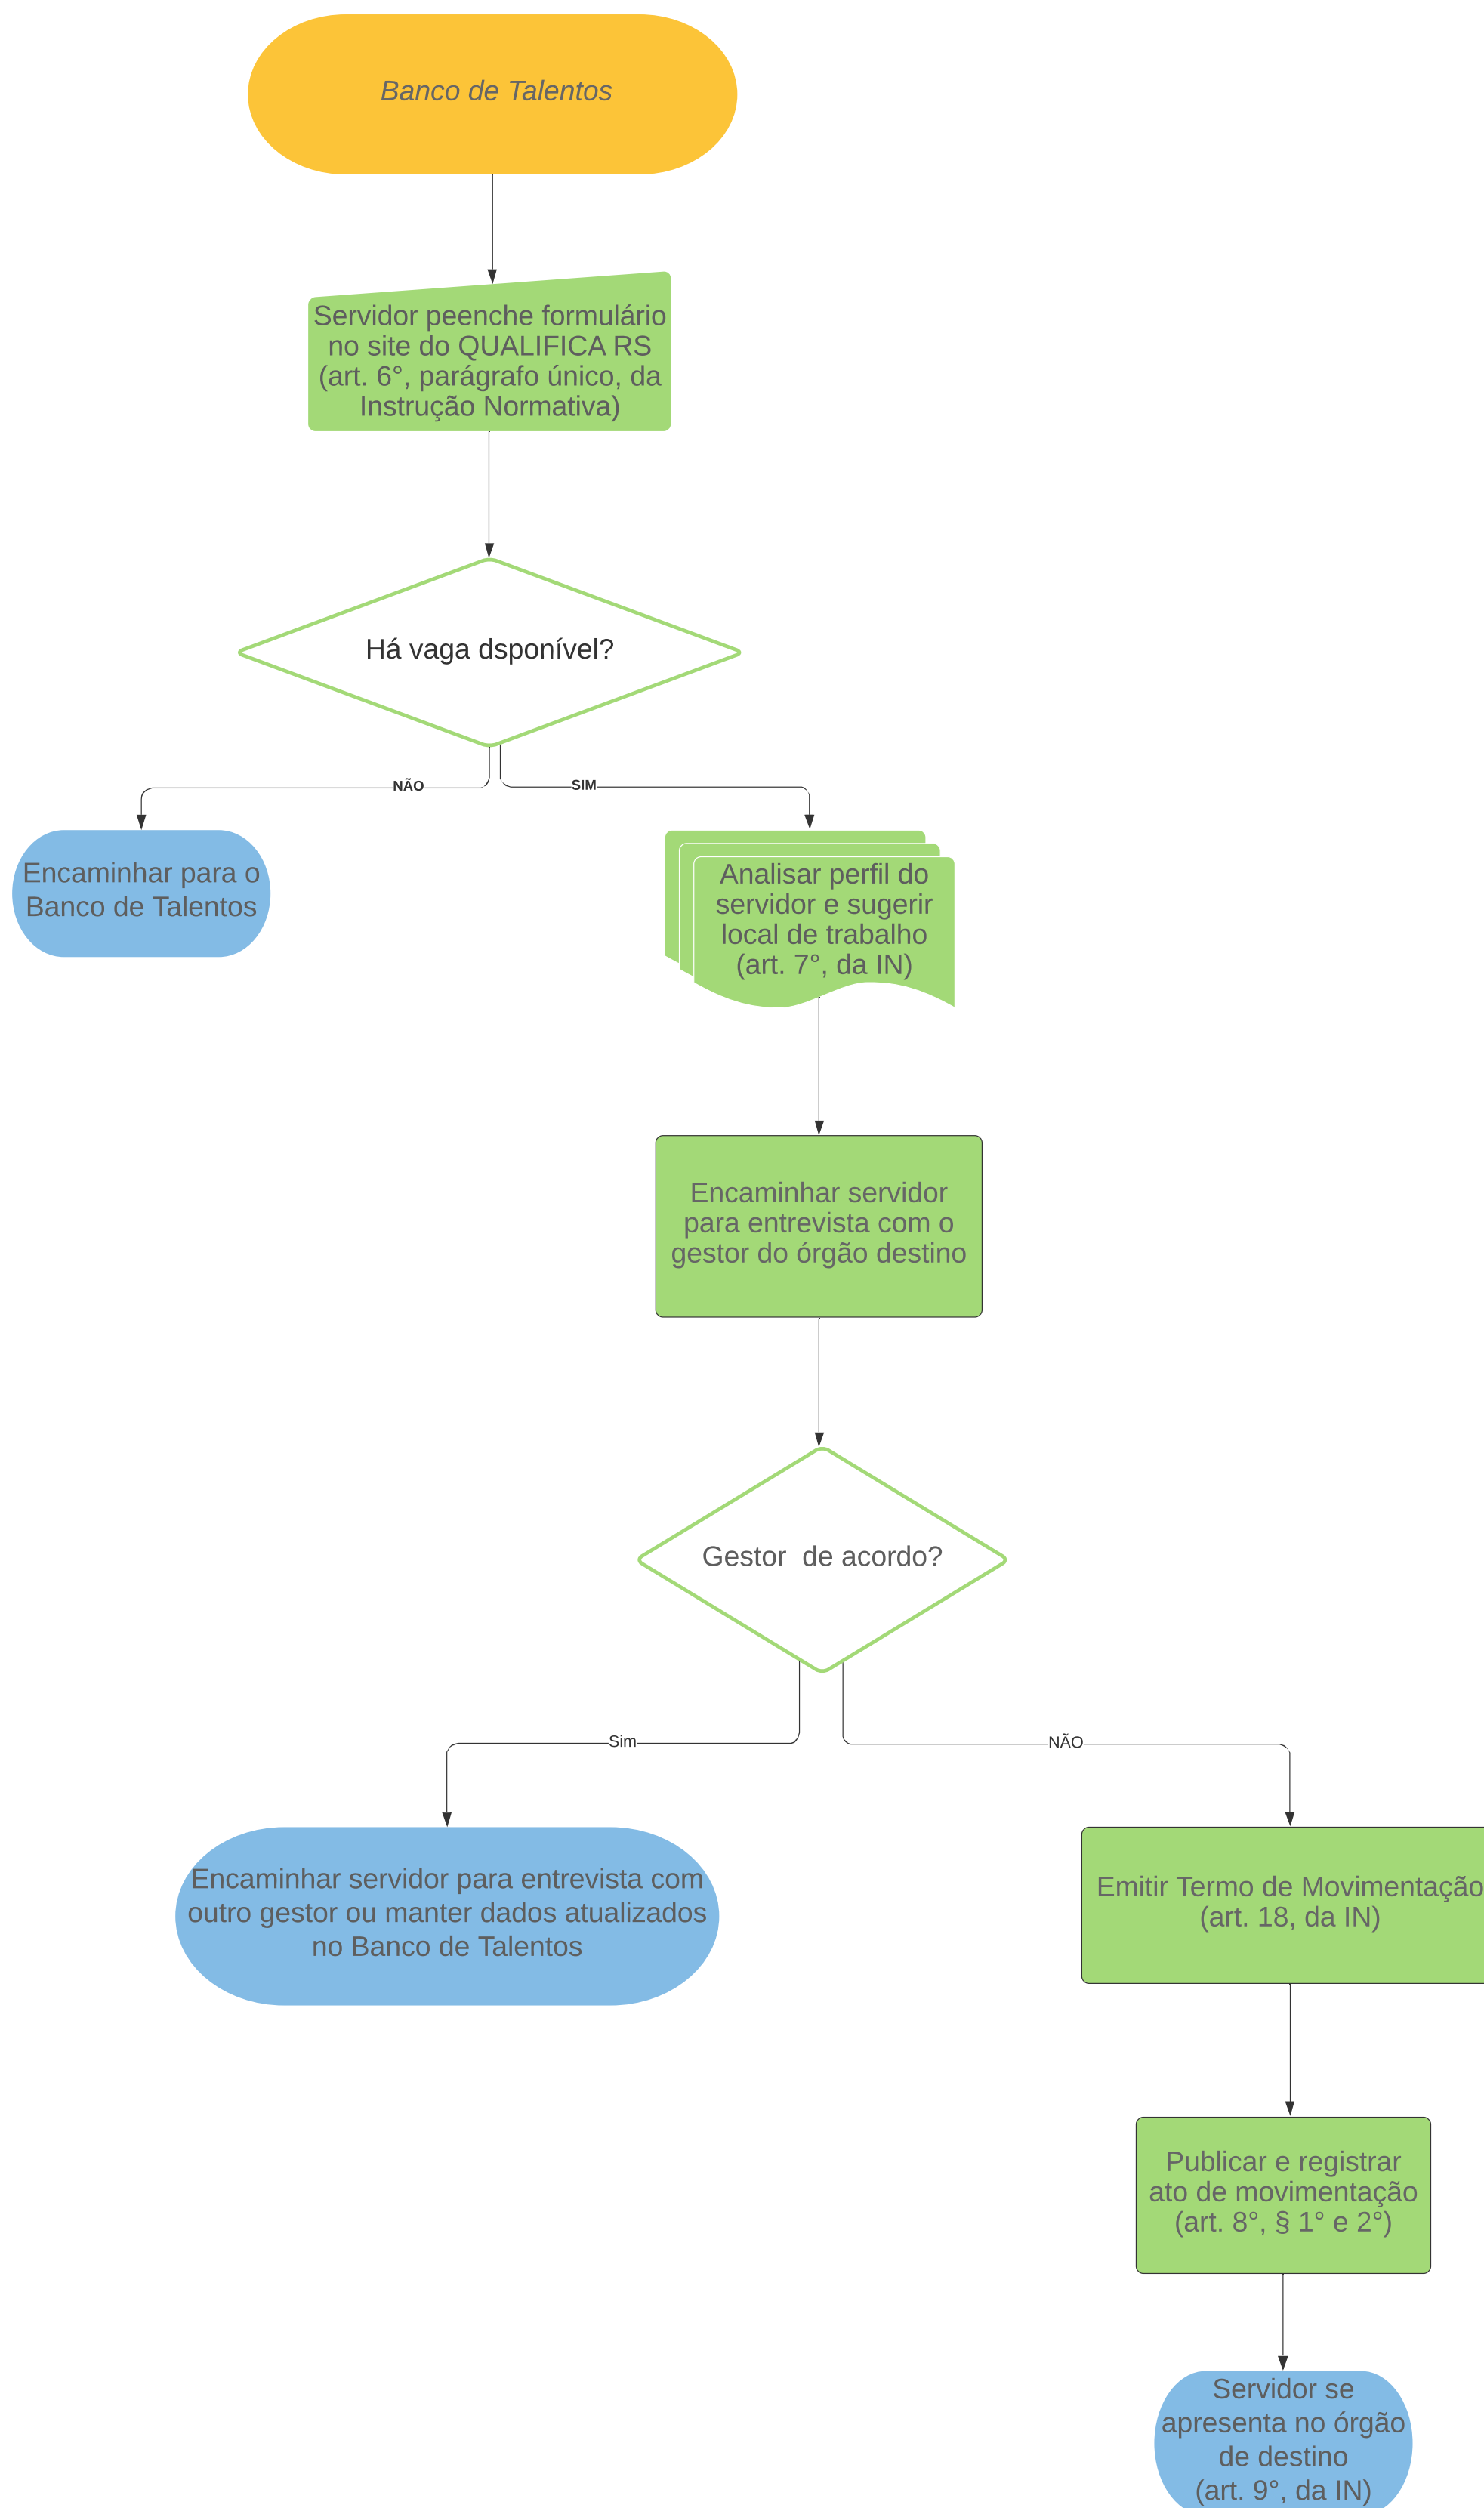 Banco de Talentos
Servidor peenche formulário
no site do QUALIFICA RS
(art. 6°, parágrafo único, da
Instrução Normativa)
Há vaga dsponível?
NÃO
SIM
Encaminhar para o
Banco de Talentos
Analisar perfil do
servidor e sugerir
local de trabalho
(art. 7°, da IN)
Encaminhar servidor
para entrevista com o
gestor do órgão destino
Gestor  de acordo?
Sim
NÃO
Encaminhar servidor para entrevista com
outro gestor ou manter dados atualizados
no Banco de Talentos
Emitir Termo de Movimentação
(art. 18, da IN)
Publicar e registrar
ato de movimentação
(art. 8°, § 1° e 2°)
Servidor se
apresenta no órgão
de destino
(art. 9°, da IN)